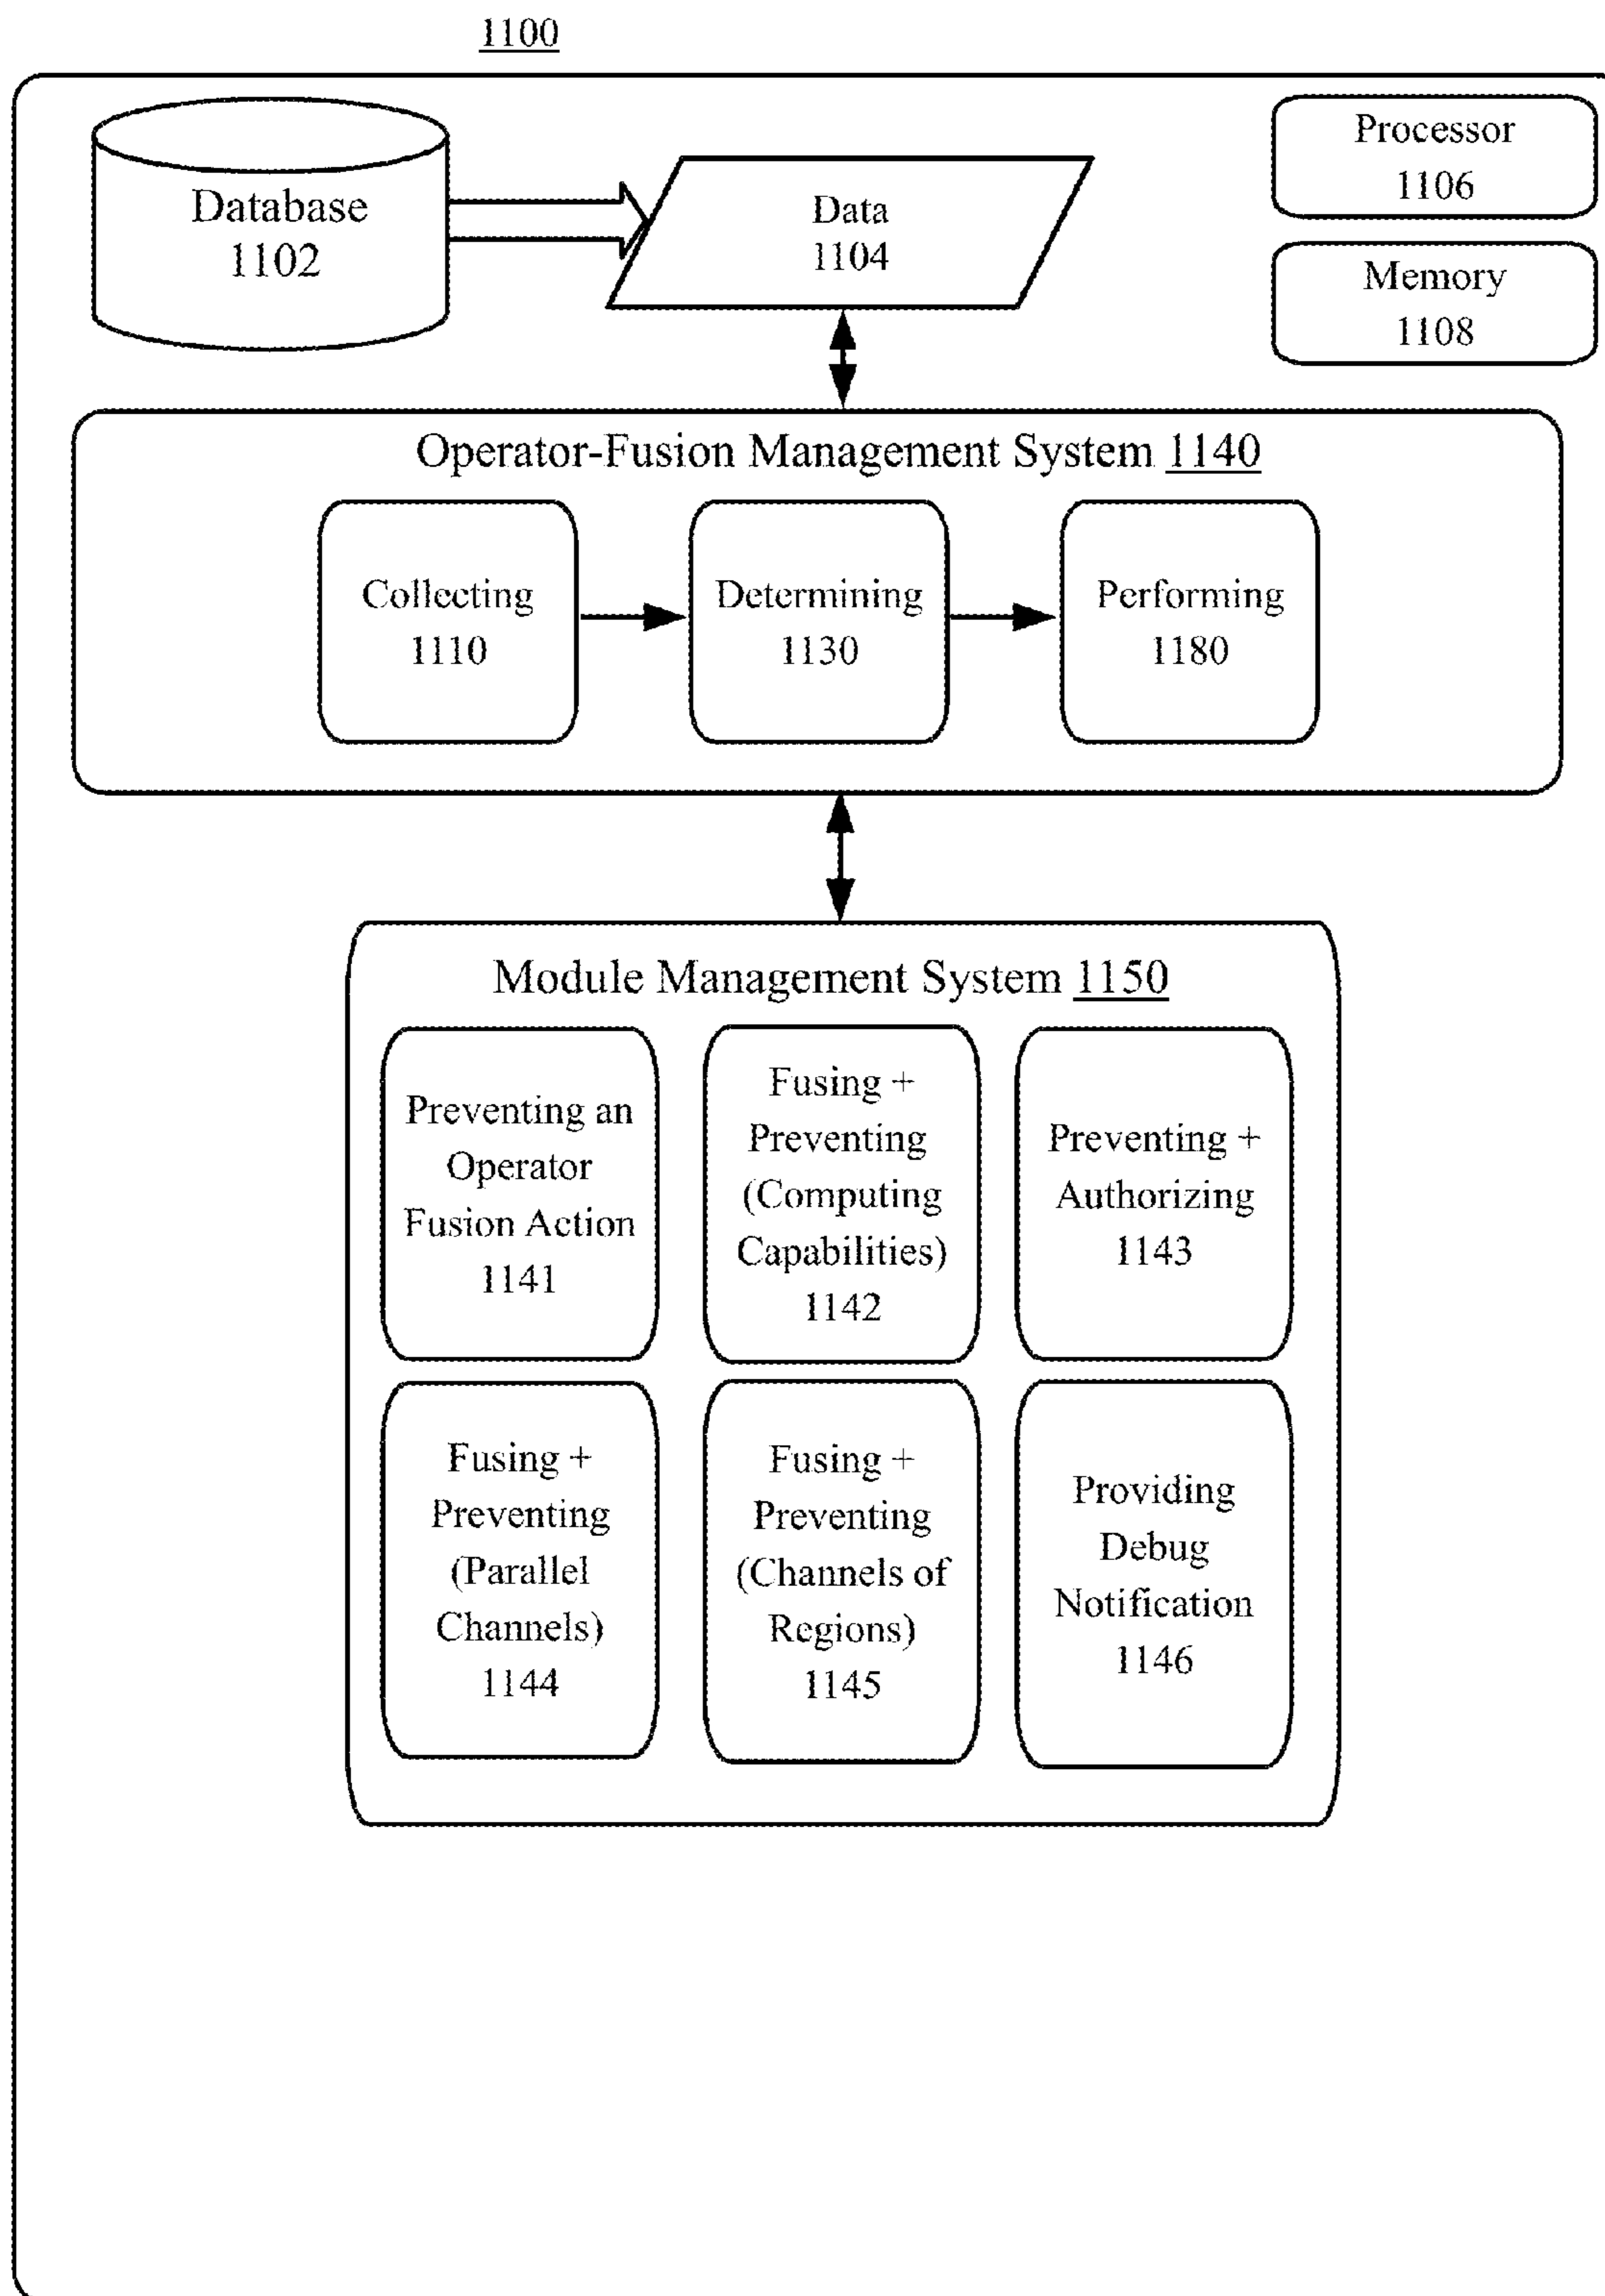 1100
Database
1102
Data
1104
Processor
1106
Memory
1108
Operator-Fusion Management System 1140
Collecting
1110
Determining
1130
Performing
1180
Module Management System 1150
Preventing an
Operator
Fusion Action
1141
Fusing +
Preventing
(Computing
Capabilities)
1142
Preventing +
Authorizing
1143
Fusing +
Preventing
(Parallel
Channels)
1144
Fusing +
Preventing
(Channels of
Regions)
1145
Providing
Debug
Notification
1146